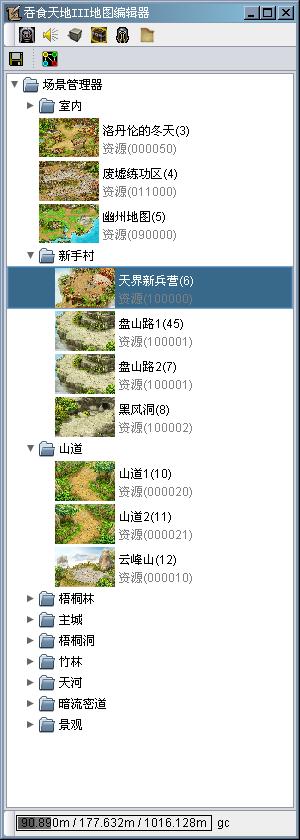 吞食天地III地图编辑器
场景管理器
室内
洛丹伦的冬天(3)
资源(000050)
废墟练功区(4)
资源(011000)
幽州地图(5)
资源(090000)
新手村
天界新兵营(6)
资源(100000)
盘山路1(45)
资源(100001)
盘山路2(7)
资源(100001)
黑风洞(8)
资源(100002)
山道
山道1(10)
资源(000020)
山道2(11)
资源(000021)
云峰山(12)
资源(000010)
梧桐林
主城
梧桐洞
竹林
天河
暗流密道
景观
90.890m / 177.632m / 1016.128m gc